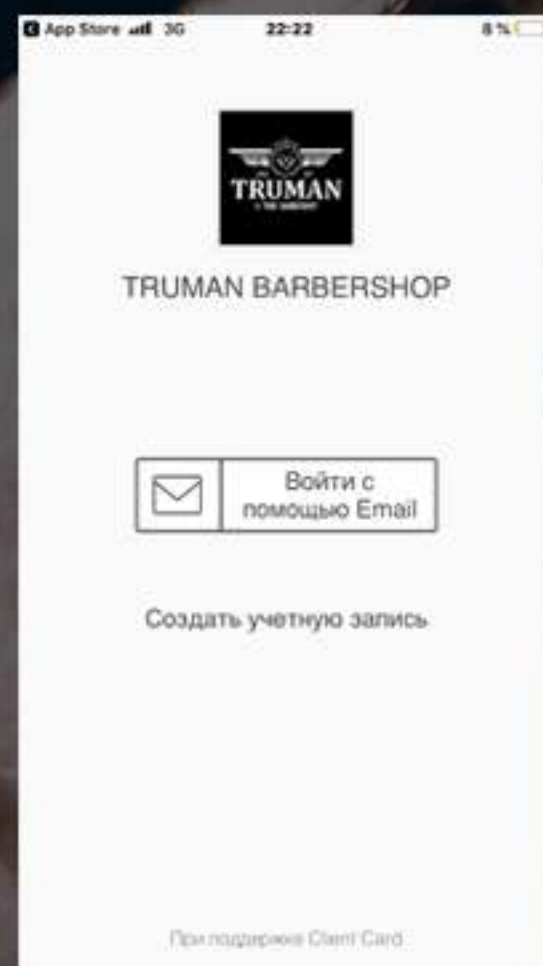 App Store 3G 22:22 8 %
TRUMAN
TRUMAN BARBERSHOP
Войти с
помощью Email
Создать учетную запись
При поддержке Client Card